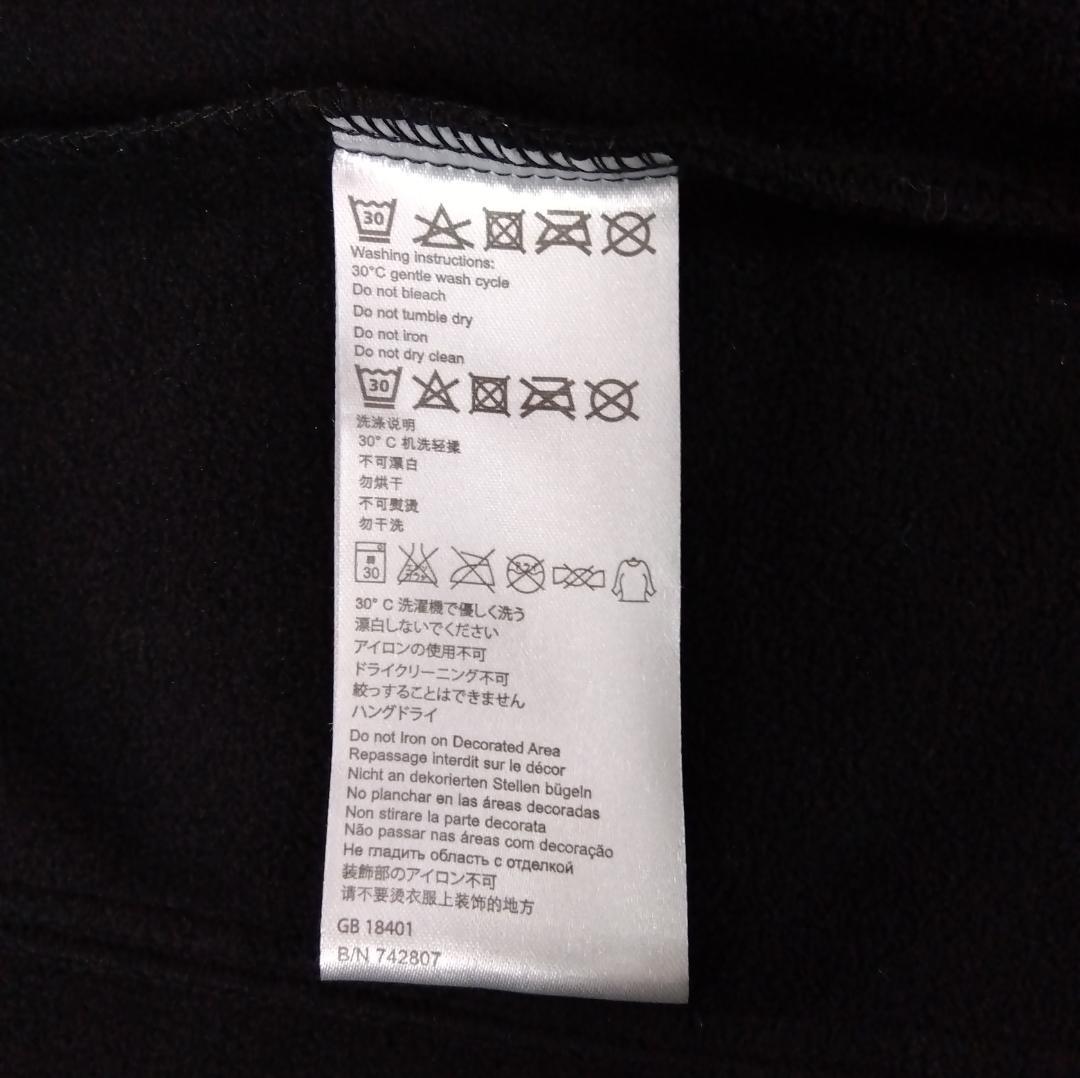 30
Washing instructions:
30°C gentle wash cycle
Do not bleach
Do not tumble dry
Do not iron
Do not dry clean
30
洗涤说明
30° C 机洗轻揉
不可漂白
勿烘干
不可熨烫
勿干洗
30
30° C 洗濯機で優しく洗う
漂白しないでください
アイロンの使用不可
ドライクリーニング不可
絞っすることはできません
ハングドライ
Do not Iron on Decorated Area
Repassage interdit sur le décor
Nicht an dekorierten Stellen bügeln
No planchar en las áreas decoradas
Non stirare la parte decorata
Não passar nas áreas com decoração
Не гладить область с отделкой
装飾部のアイロン不可
请不要烫衣服上装饰的地方
GB 18401
B/N 742807